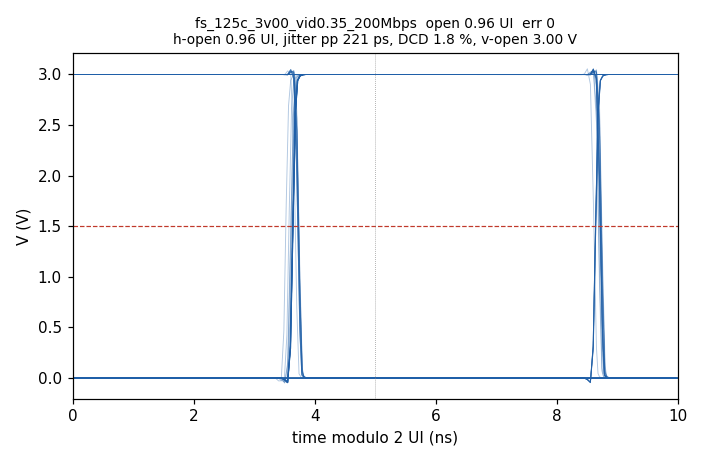 fs_125c_3v00_vid0.35_200Mbps  open 0.96 UI  err 0
h-open 0.96 UI, jitter pp 221 ps, DCD 1.8 %, v-open 3.00 V
3.0
2.5
2.0
1.5
1.0
0.5
0.0
V (V)
0 2 4 6 8 10
time modulo 2 UI (ns)